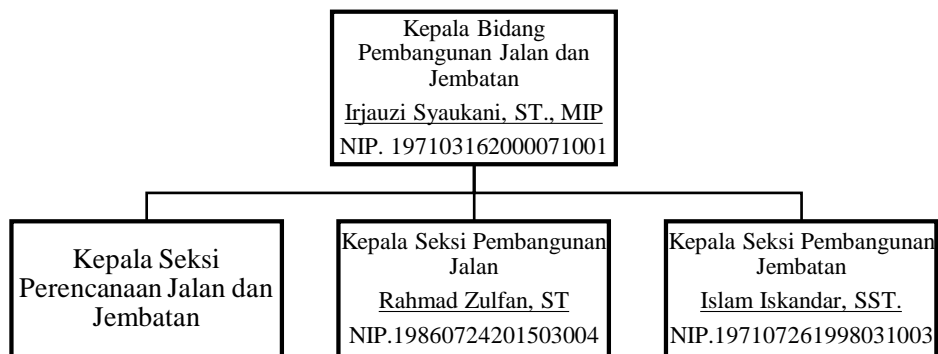 Kepala Bidang
Pembangunan Jalan dan
Jembatan
Irjauzi Syaukani, ST., MIP
NIP. 197103162000071001
Kepala Seksi
Perencanaan Jalan dan
Jembatan
Kepala Seksi Pembangunan
Jalan
Rahmad Zulfan, ST
NIP.19860724201503004
Kepala Seksi Pembangunan
Jembatan
Islam Iskandar, SST.
NIP.197107261998031003